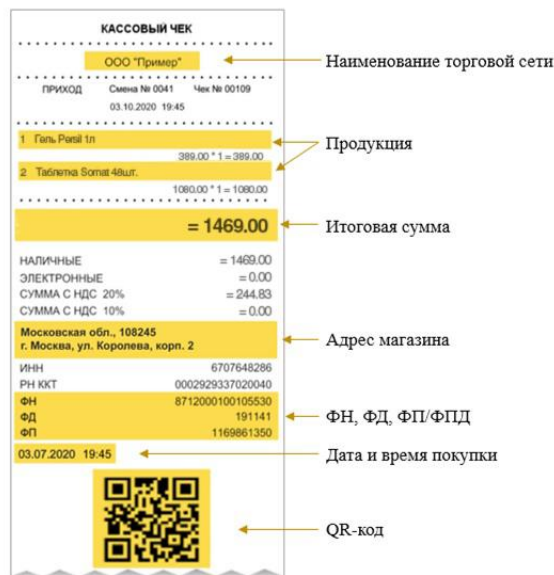 КАССОВЫЙ ЧЕК
ООО "Пример"
Наименование торговой сети
ПРИХОД Смена № 0041 Чек № 00109
03.10.2020 19:45
1 Гель Persil 1л
Продукция
389.00 * 1 = 389.00
2 Таблетка Somat 48шт.
1080.00 * 1 = 1080.00
= 1469.00
Итоговая сумма
НАЛИЧНЫЕ = 1469.00
ЭЛЕКТРОННЫЕ = 0.00
СУММА С НДС 20% = 244.83
СУММА С НДС 10% = 0.00
Московская обл., 108245
г. Москва, ул. Королева, корп. 2
Адрес магазина
ИНН 6707648286
РН ККТ 0002929337020040
ФН 8712000100105530
ФД 191141
ФН, ФД, ФП/ФПД
ФП 1169861350
03.07.2020 19:45
Дата и время покупки
QR-код